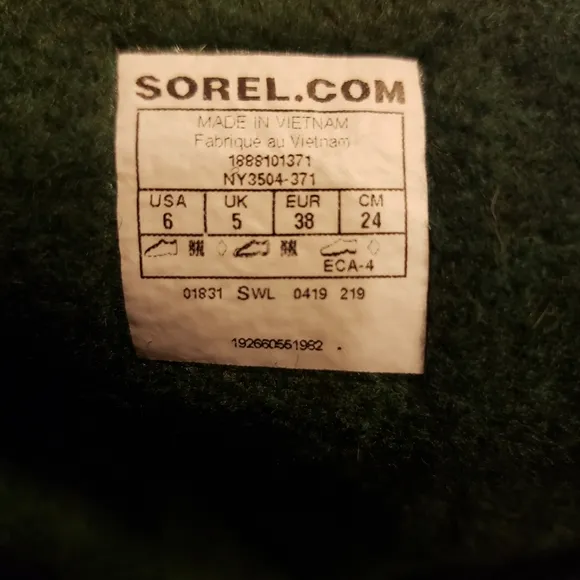 SOREL.COM
MADE IN VIETNAM
Fabriqué au Vietnam
1888101371
NY3504-371
USA UK EUR CM
6 5 38 24
ECA-4
01831 SWL 0419 219
192660551982